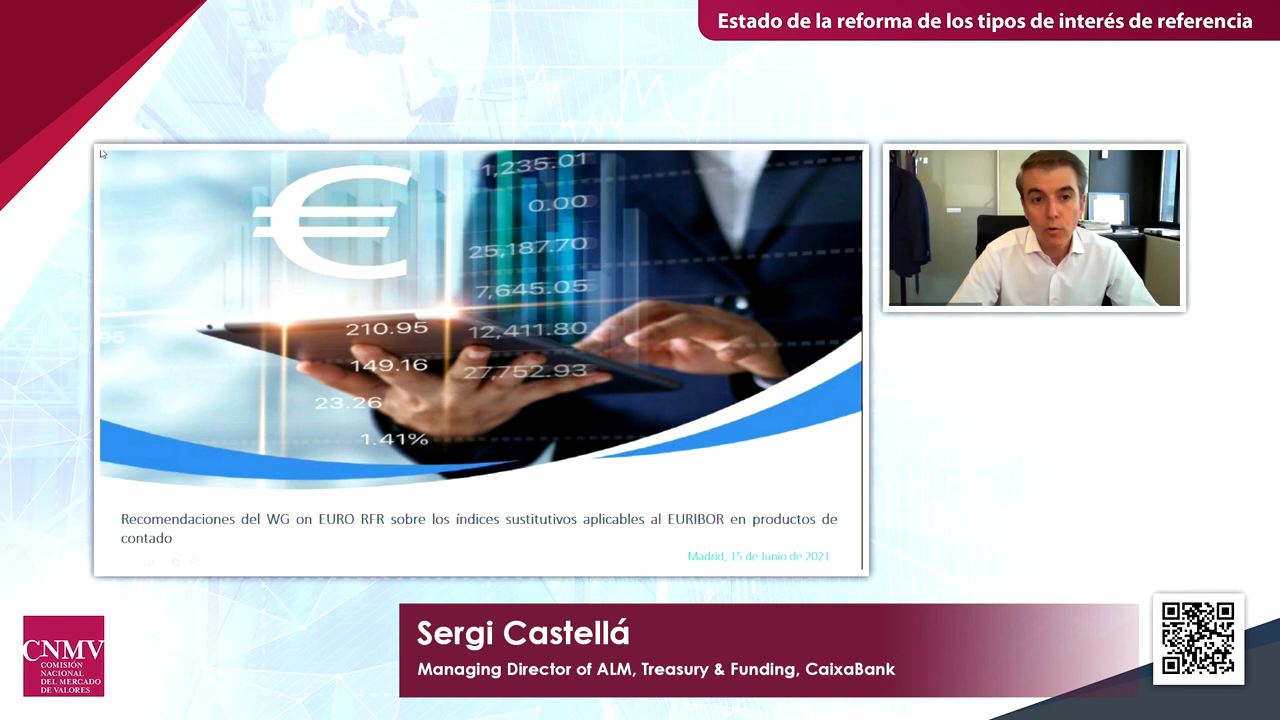 Estado de la reforma de los tipos de interés de referencia
1,235.01
0.00
25,187.70
7,645.05
210.95
12,411.80
149.16
27,752.93
23.26
1.41%
Recomendaciones del WG on EURO RFR sobre los índices sustitutivos aplicables al EURIBOR en productos de
contado
Madrid, 15 de Junio de 2021
Sergi Castellá
Managing Director of ALM, Treasury & Funding, CaixaBank
CNMV
COMISIÓN
NACIONAL
DEL MERCADO
DE VALORES